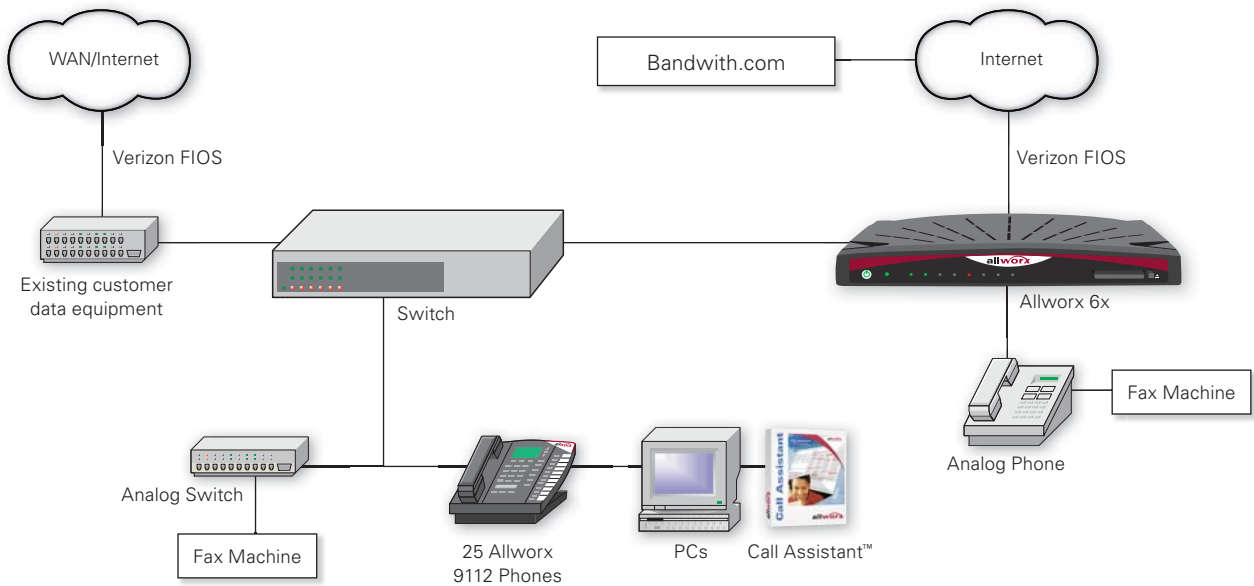 WAN/Internet
Bandwith.com
Internet
Verizon FIOS
Verizon FIOS
allworx
Existing customer
data equipment
Switch
Allworx 6x
Fax Machine
Analog Phone
Analog Switch
Fax Machine
allworx
25 Allworx
9112 Phones
PCs
Call Assistant
allworx
Call Assistant™